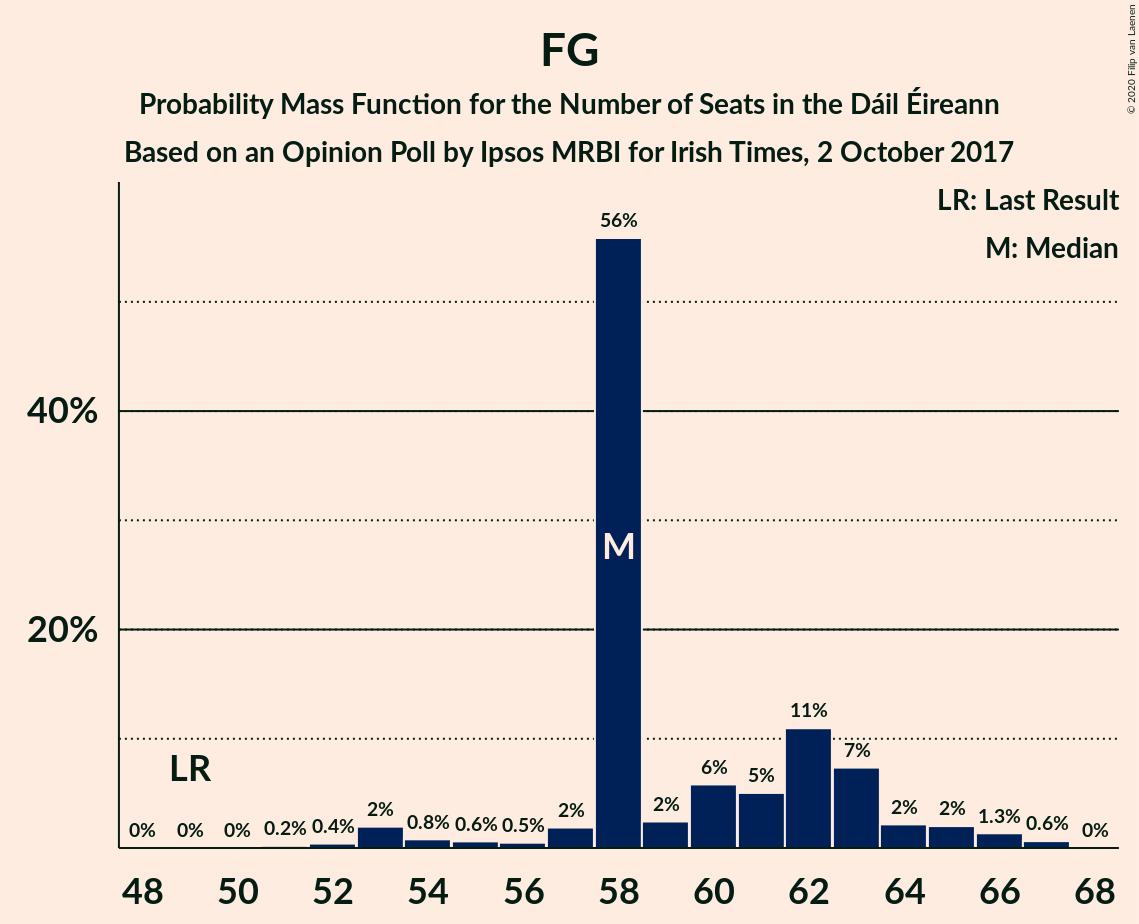 FG
Probability Mass Function for the Number of Seats in the Dáil Éireann
Based on an Opinion Poll by Ipsos MRBI for Irish Times, 2 October 2017
© 2020 Filip van Laenen
LR: Last Result
M: Median
56%
40%
M
20%
11%
7%
LR
6%
5%
0% 0% 0% 0.2% 0.4% 2% 0.8% 0.6% 0.5% 2% 2% 2% 2% 1.3% 0.6% 0%
48 50 52 54 56 58 60 62 64 66 68